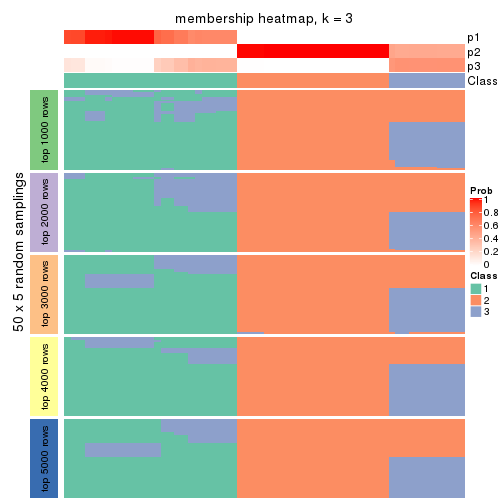 membership heatmap, k = 3
p1
p2
p3
Class
50 x 5 random samplings
top 1000 rows
top 2000 rows
top 3000 rows
top 4000 rows
top 5000 rows
Prob
1
0.8
0.6
0.4
0.2
0
Class
1
2
3